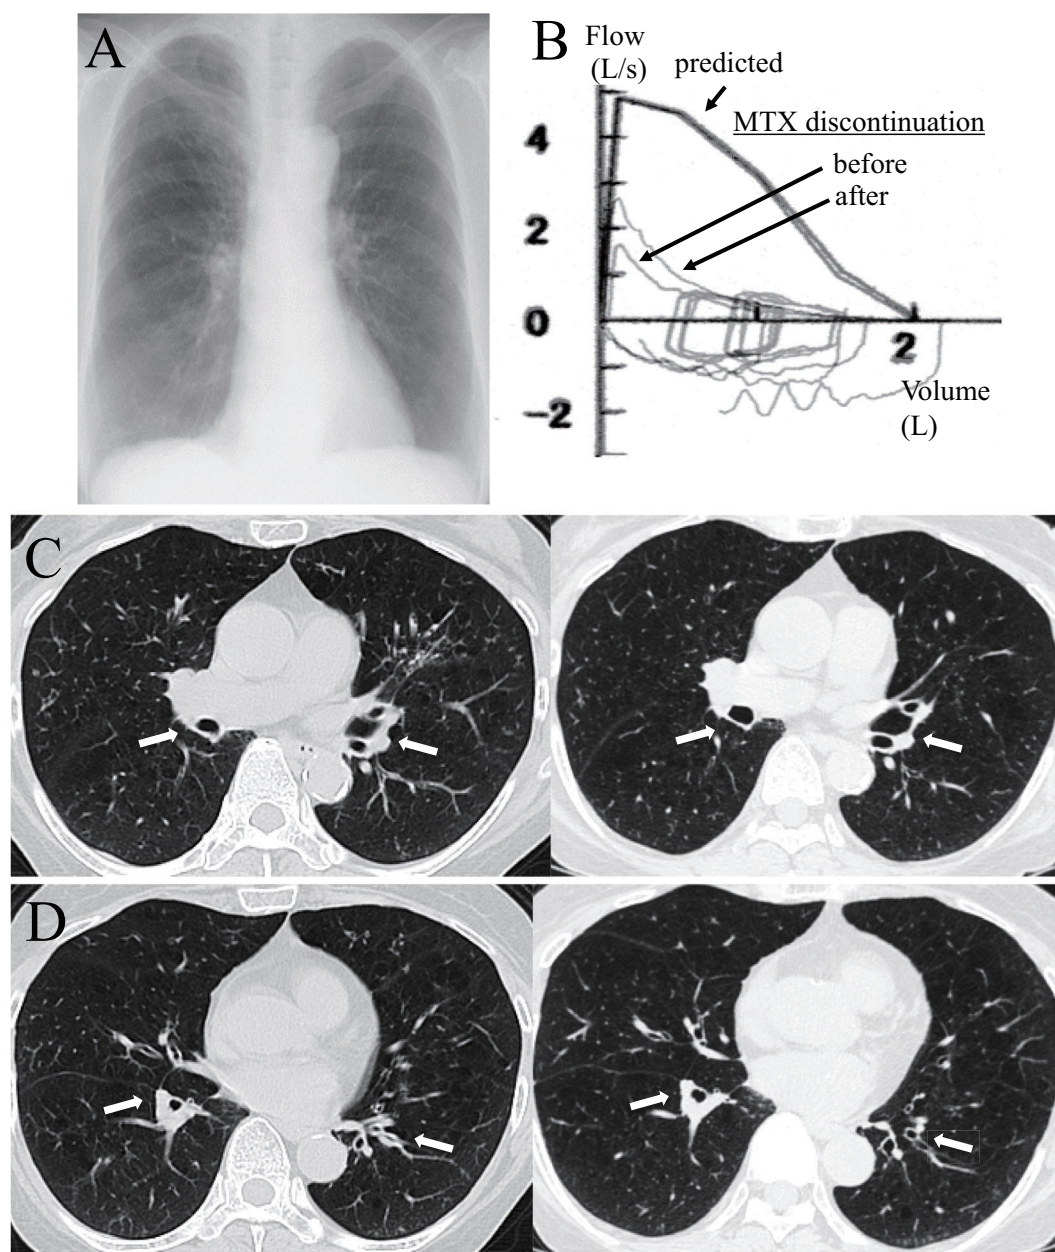 A
B
Flow
(L/s)
predicted
MTX discontinuation
before
after
4
2
0
2
-2
Volume
(L)
C
D